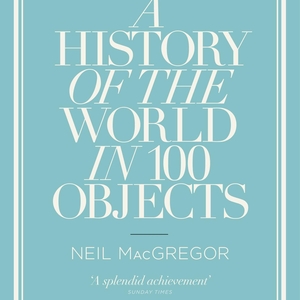 A
HISTORY
OF THE
WORLD
IN 100
OBJECTS
NEIL MACGREGOR
‘A splendid achievement’
SUNDAY TIMES